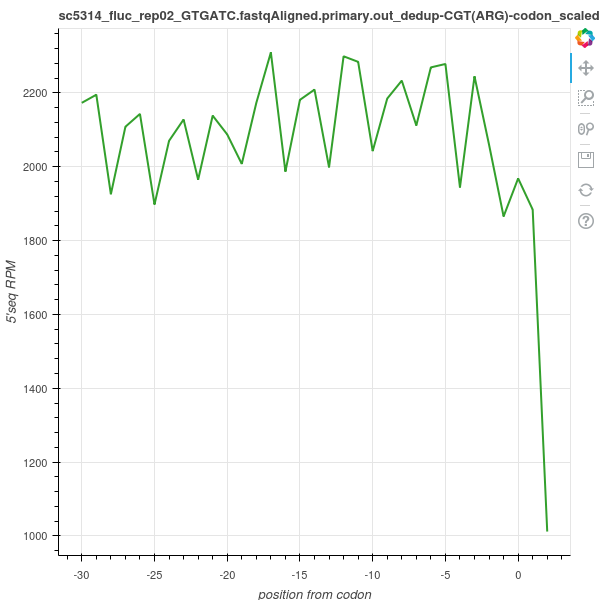 sc5314_fluc_rep02_GTGATC.fastqAligned.primary.out_dedup-CGT(ARG)-codon_scaled
2200
2000
1800
1600
1400
1200
1000
5'seq RPM
-30 -25 -20 -15 -10 -5 0
position from codon